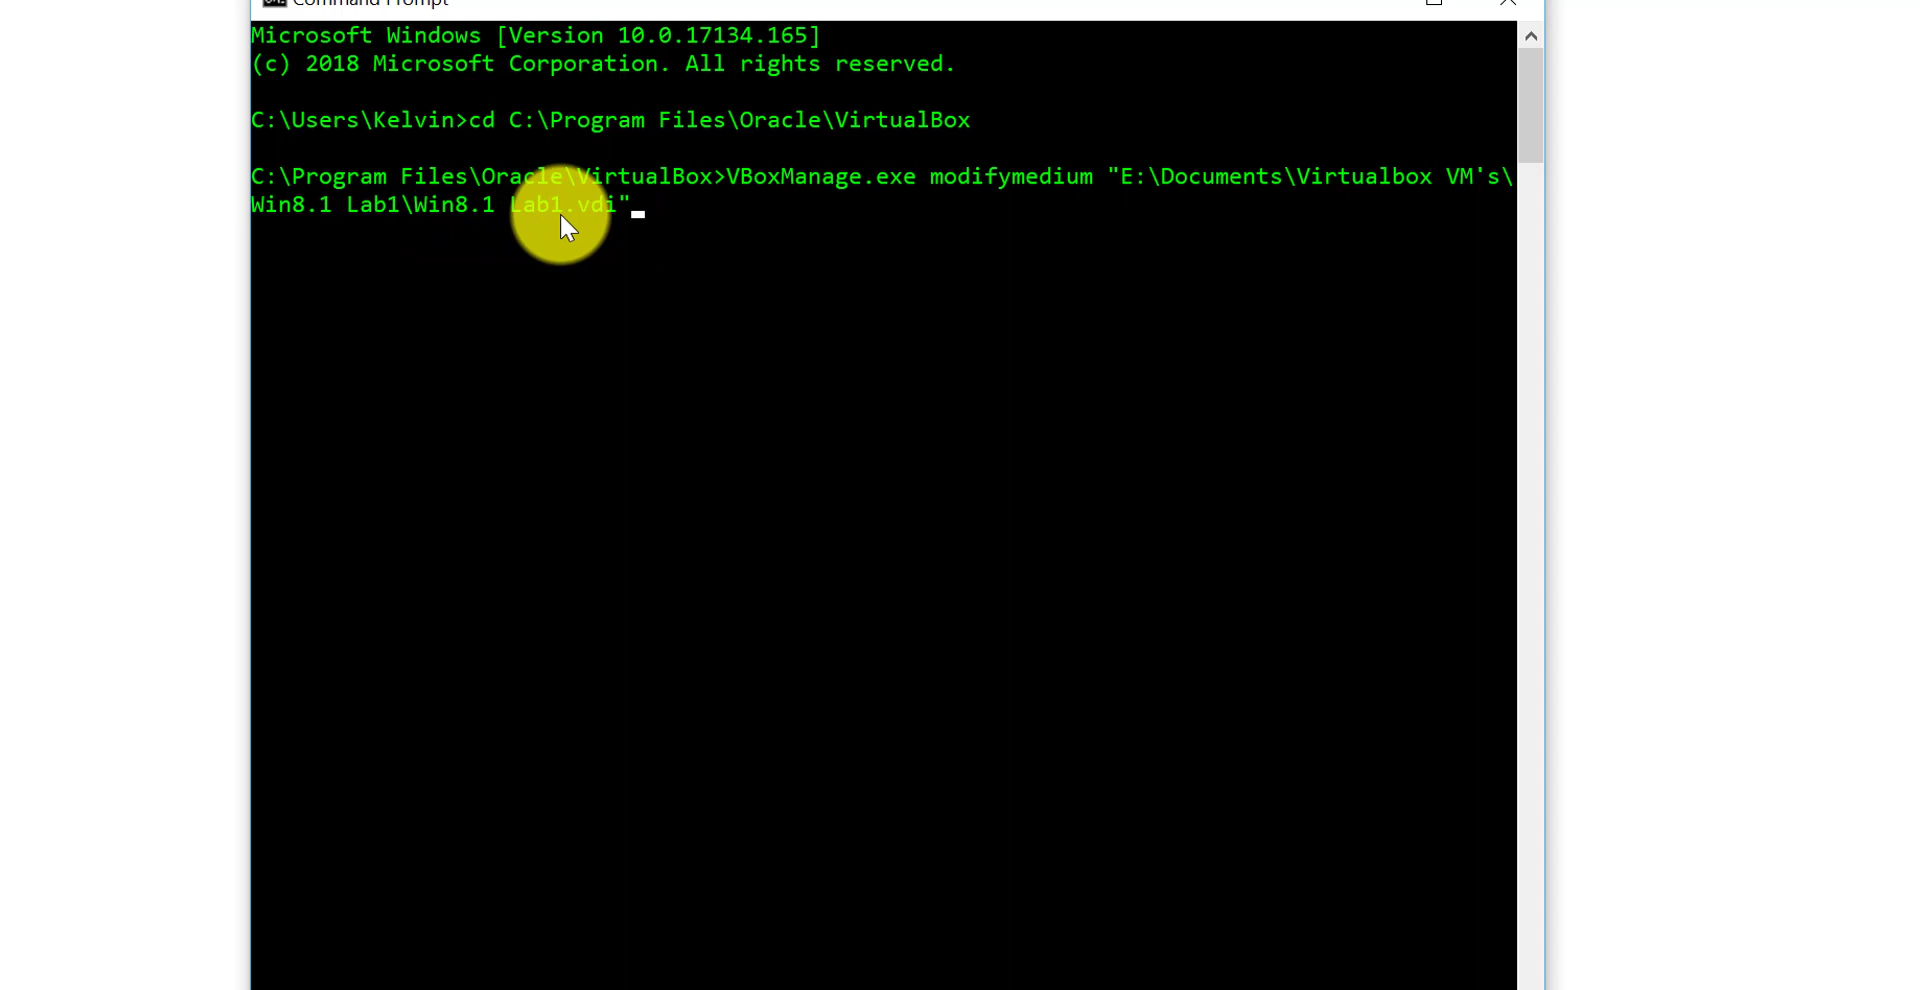 Command Prompt
Microsoft Windows [Version 10.0.17134.165]
(c) 2018 Microsoft Corporation. All rights reserved.
C:\Users\Kelvin>cd C:\Program Files\Oracle\VirtualBox
C:\Program Files\Oracle\VirtualBox>VBoxManage.exe modifymedium "E:\Documents\Virtualbox VM's\
Win8.1 Lab1\Win8.1 Lab1.vdi"